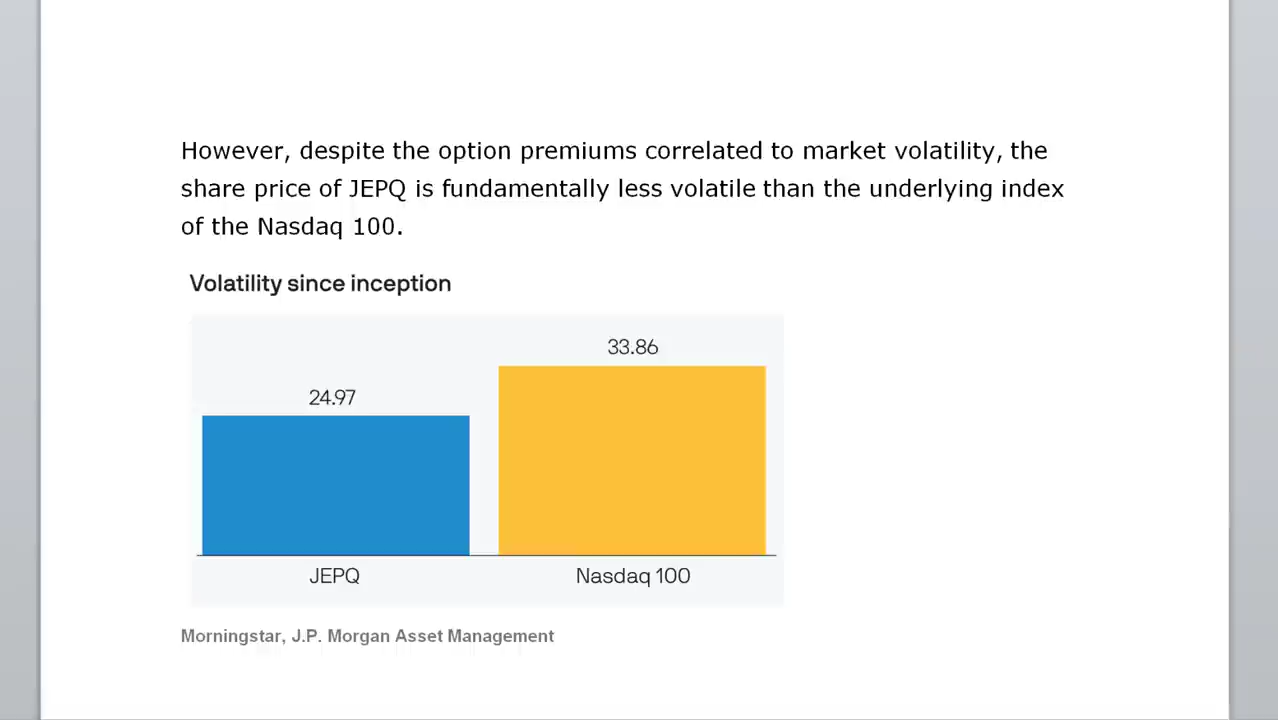 However, despite the option premiums correlated to market volatility, the
share price of JEPQ is fundamentally less volatile than the underlying index
of the Nasdaq 100.
Volatility since inception
33.86
24.97
JEPQ
Nasdaq 100
Morningstar, J.P. Morgan Asset Management